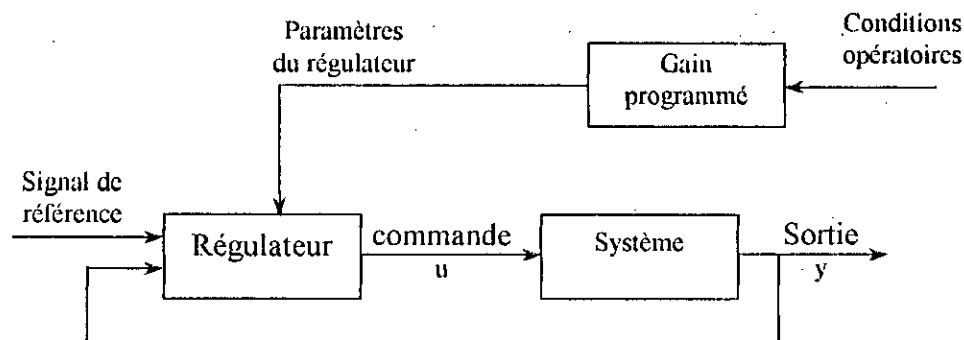 Paramètres
du régulateur
Conditions
opératoires
Gain
programmé
Signal de
référence
Régulateur
commande
u
Système
Sortie
y